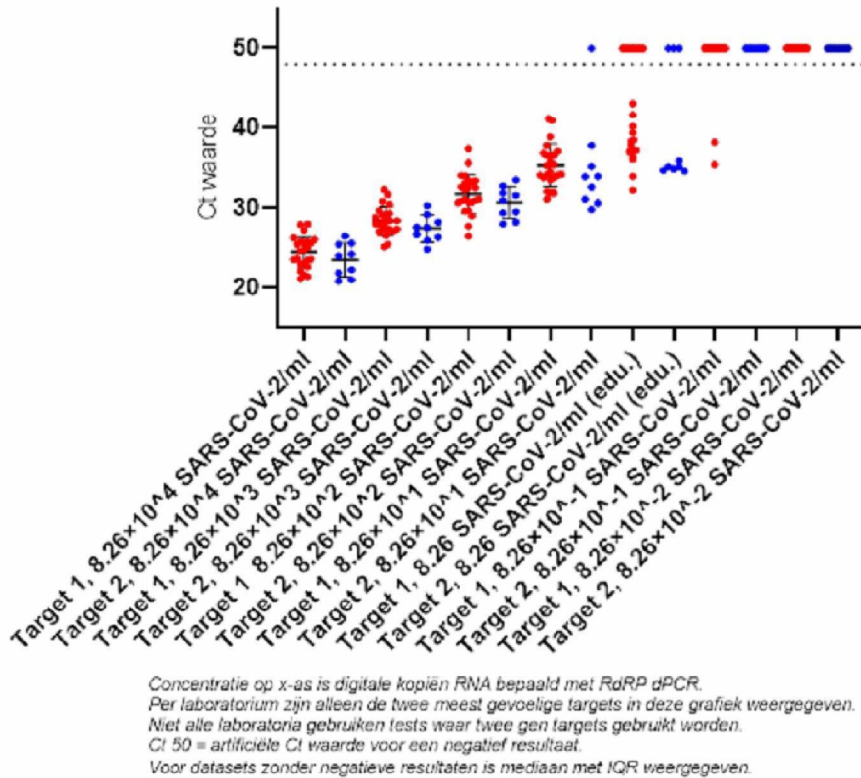 50
40
30
20
Ct waarde
Target 1, 8.26×10^4 SARS-CoV-2/ml
Target 2, 8.26×10^4 SARS-CoV-2/ml
Target 1, 8.26×10^3 SARS-CoV-2/ml
Target 2, 8.26×10^3 SARS-CoV-2/ml
Target 1 8.26×10^2 SARS-CoV-2/ml
Target 2, 8.26×10^2 SARS-CoV-2/ml
Target 1, 8.26×10^1 SARS-CoV-2/ml
Target 2, 8.26×10^1 SARS-CoV-2/ml
Target 1, 8.26 SARS-CoV-2/ml (edu.)
Target 2, 8.26 SARS-CoV-2/ml (edu.)
Target 1, 8.26×10^-1 SARS-CoV-2/ml
Target 2, 8.26×10^-1 SARS-CoV-2/ml
Target 1, 8.26×10^-2 SARS-CoV-2/ml
Target 2, 8.26×10^-2 SARS-CoV-2/ml
Concentratie op x-as is digitale kopiën RNA bepaald met RdRP dPCR.
Per laboratorium zijn alleen de twee meest gevoelige targets in deze grafiek weergegeven.
Niet alle laboratoria gebruiken tests waar twee gen targets gebruikt worden.
Ct 50 = artificiële Ct waarde voor een negatief resultaat.
Voor datasets zonder negatieve resultaten is mediaan met IQR weergegeven.